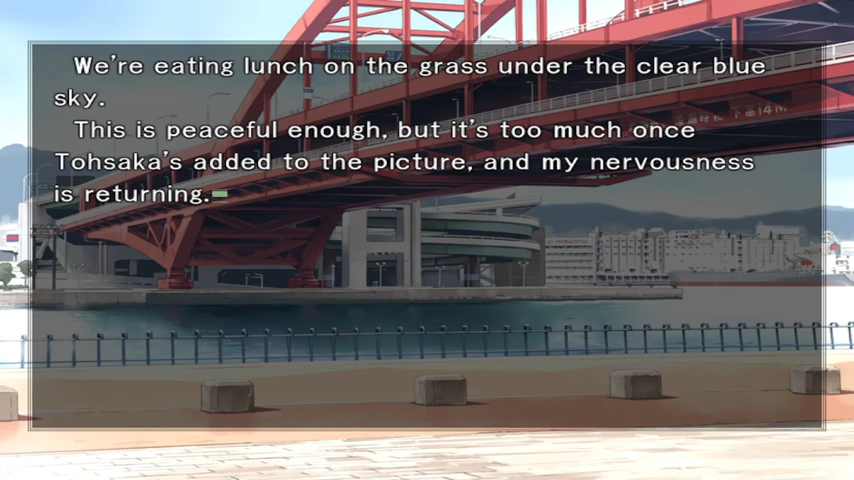 We're eating lunch on the grass under the clear blue
sky.
This is peaceful enough, but it's too much once
Tohsaka's added to the picture, and my nervousness
is returning.